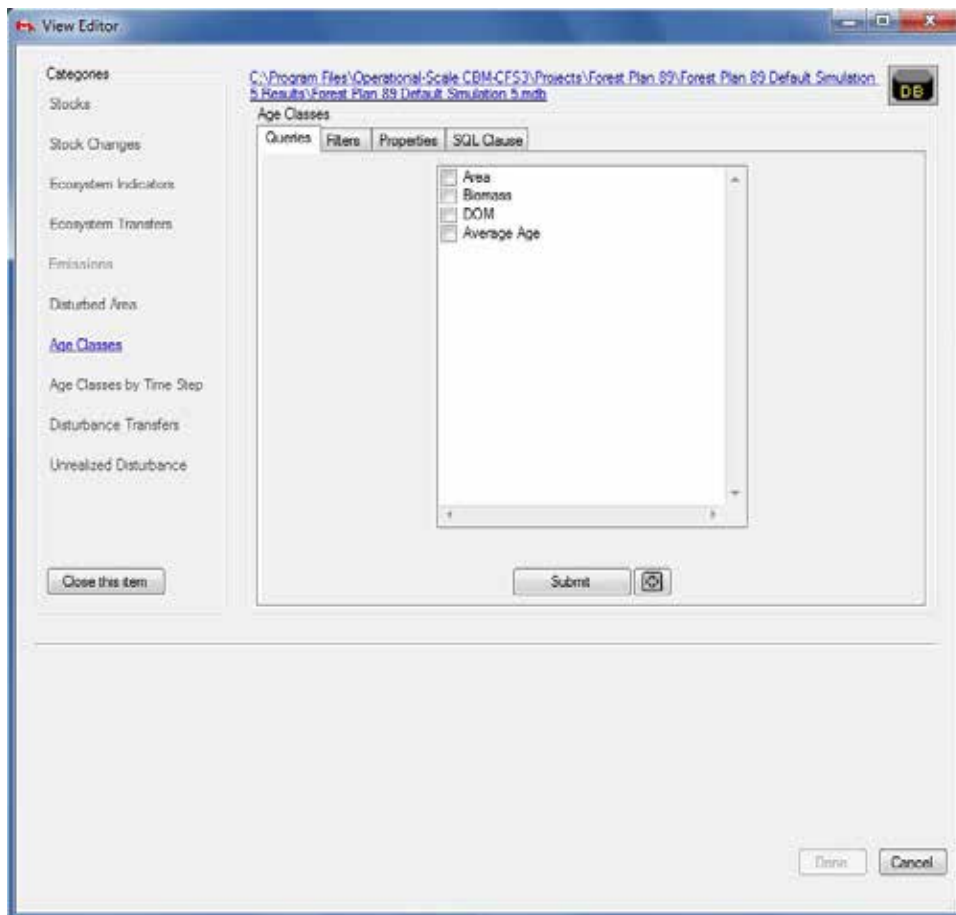 View Editor
Categories
Stocks
Stock Changes
Ecosystem Indicators
Ecosystem Transfers
Emissions
Disturbed Area
Age Classes
Age Classes by Time Step
Disturbance Transfers
Unrealized Disturbance
Close this item
C:\Program Files\Operational-Scale CBM-CFS3\Projects\Forest Plan 89\Forest Plan 89 Default Simulation
5 Results\Forest Plan 89 Default Simulation 5.mdb
DB
Age Classes
Queries Filters Properties SQL Clause
Area
Biomass
DOM
Average Age
Submit
Done Cancel